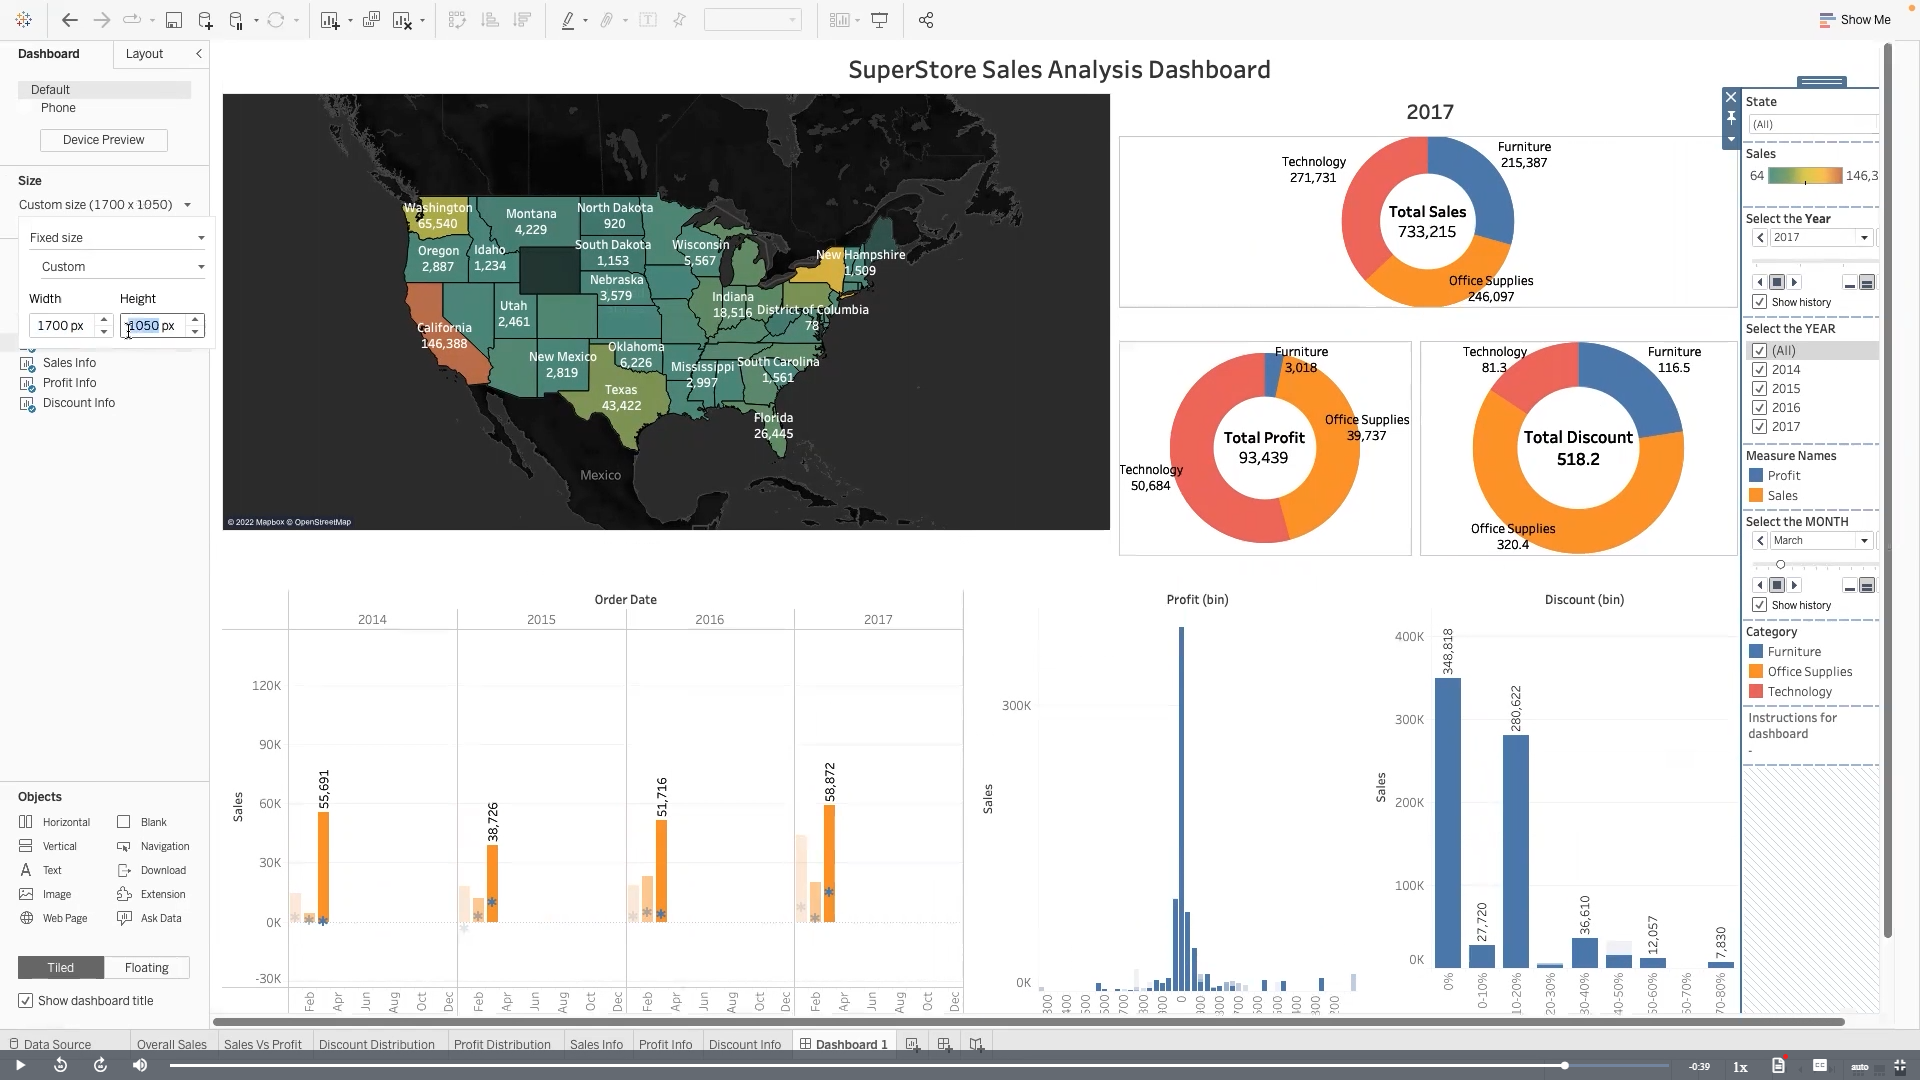 Show Me
Dashboard
Layout
Default
Phone
Device Preview
Size
Custom size (1700 x 1050)
Fixed size
Custom
Width
Height
1700 px
1050 px
Sales Info
Profit Info
Discount Info
Objects
Horizontal
Blank
Vertical
Navigation
Text
Download
Image
Extension
Web Page
Ask Data
Tiled
Floating
Show dashboard title
SuperStore Sales Analysis Dashboard
Washington
65,540
Montana
4,229
North Dakota
920
Oregon
2,887
Idaho
1,234
South Dakota
1,153
Wisconsin
5,567
New Hampshire
1,509
Nebraska
3,579
Utah
2,461
Indiana
18,516
District of Columbia
78
California
146,388
New Mexico
2,819
Oklahoma
6,226
Mississippi
2,997
South Carolina
1,561
Texas
43,422
Florida
26,445
Mexico
© 2022 Mapbox © OpenStreetMap
2017
Technology
271,731
Furniture
215,387
Total Sales
733,215
Office Supplies
246,097
Furniture
3,018
Office Supplies
39,737
Total Profit
93,439
Technology
50,684
Technology
81.3
Furniture
116.5
Total Discount
518.2
Office Supplies
320.4
State
(All)
Sales
64
146,3
Select the Year
2017
Show history
Select the YEAR
(All)
2014
2015
2016
2017
Measure Names
Profit
Sales
Select the MONTH
March
Show history
Category
Furniture
Office Supplies
Technology
Instructions for
dashboard
-
Order Date
2014
2015
2016
2017
Sales
120K
90K
60K
30K
0K
-30K
55,691
38,726
51,716
58,872
Feb
Apr
Jun
Aug
Oct
Dec
Feb
Apr
Jun
Aug
Oct
Dec
Feb
Apr
Jun
Aug
Oct
Dec
Feb
Apr
Jun
Aug
Oct
Dec
Profit (bin)
Sales
300K
0K
0
Discount (bin)
Sales
400K
300K
200K
100K
0K
348,818
27,720
280,622
36,610
12,057
7,830
0%
0-10%
10-20%
20-30%
30-40%
40-50%
50-60%
60-70%
70-80%
Data Source
Overall Sales
Sales Vs Profit
Discount Distribution
Profit Distribution
Sales Info
Profit Info
Discount Info
Dashboard 1
-0:39
1x
CC
auto